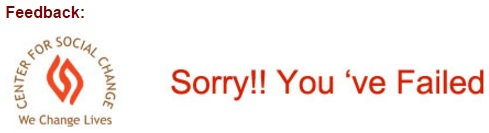 Feedback:
CENTER FOR SOCIAL CHANGE
We Change Lives
Sorry!! You ‘ve Failed